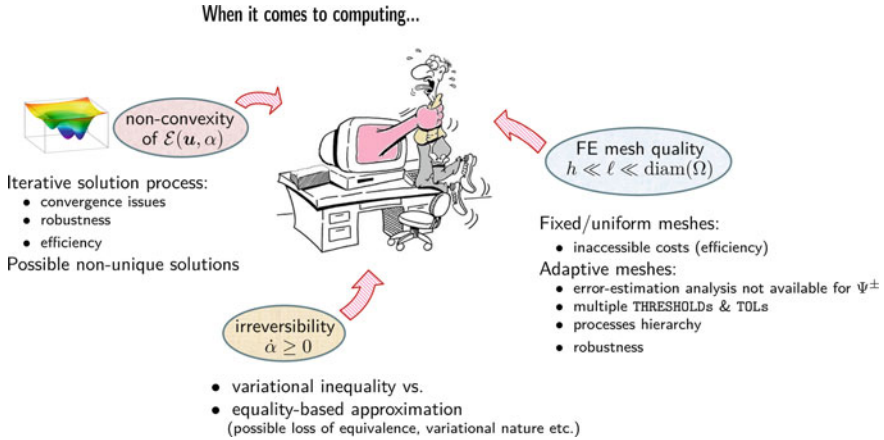 When it comes to computing...
non-convexity
of ℰ(𝒖, α)
Iterative solution process:
• convergence issues
• robustness
• efficiency
Possible non-unique solutions
FE mesh quality
h ≪ ℓ ≪ diam(Ω)
Fixed/uniform meshes:
• inaccessible costs (efficiency)
Adaptive meshes:
• error-estimation analysis not available for Ψ±
• multiple THRESHOLDs & TOLs
• processes hierarchy
• robustness
irreversibility
α̇ ≥ 0
• variational inequality vs.
• equality-based approximation
(possible loss of equivalence, variational nature etc.)